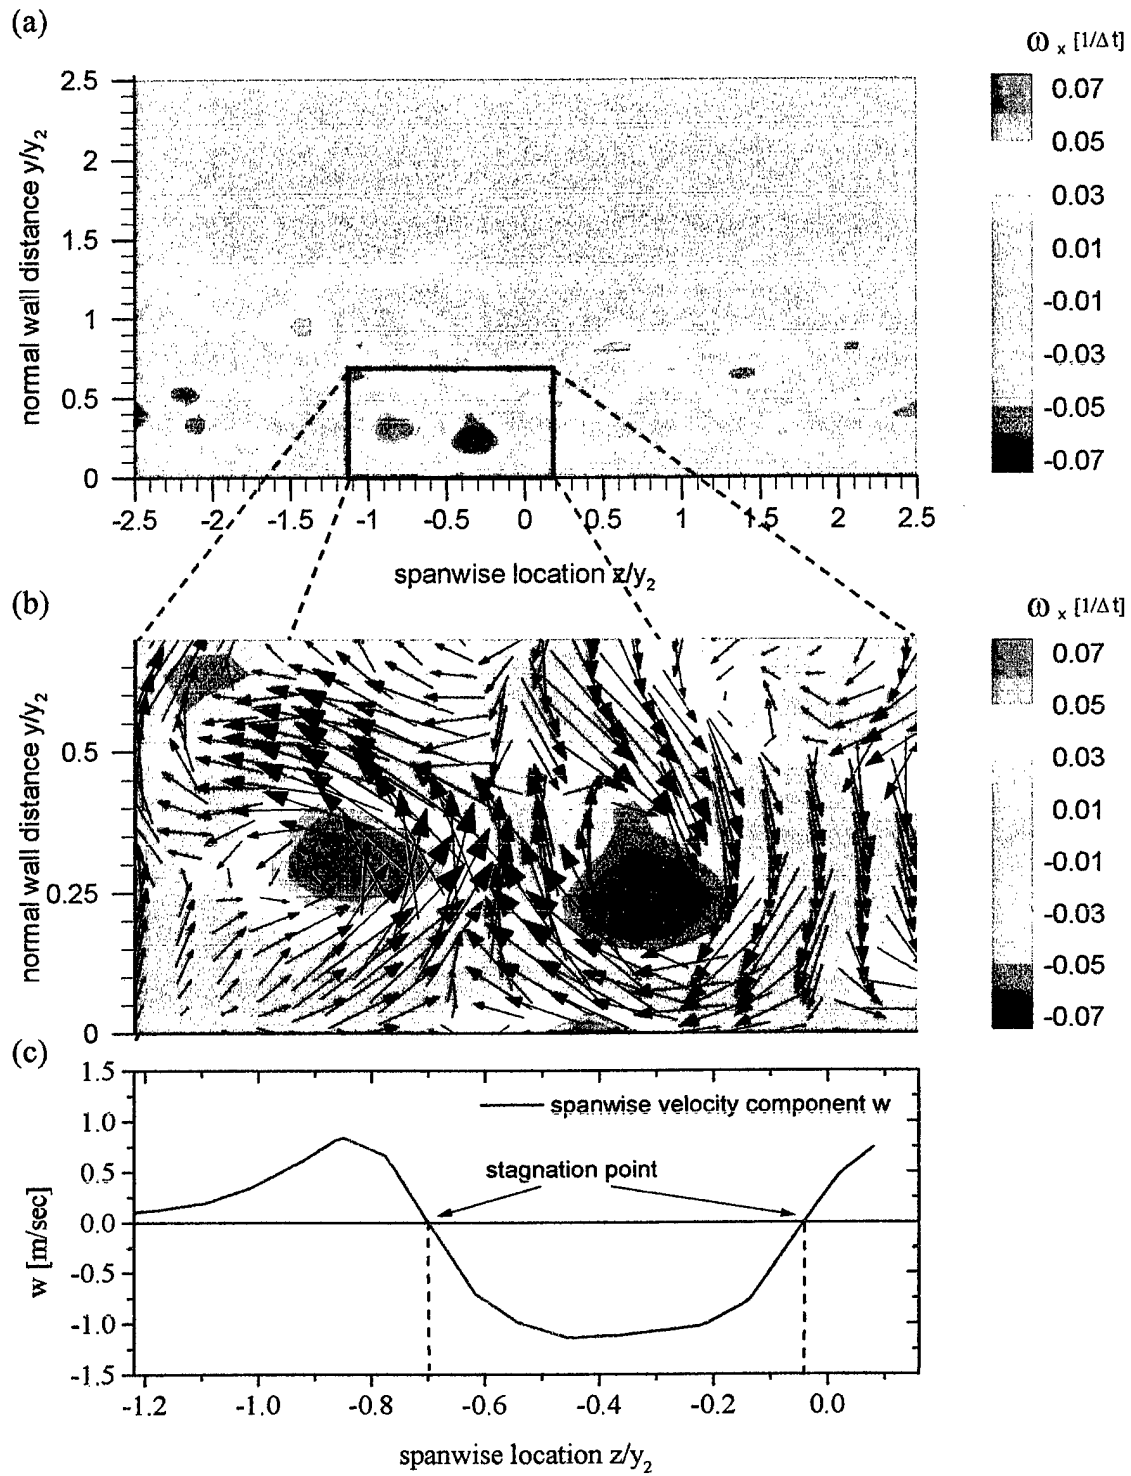 (a)
ω x [1/Δt]
0.07
0.05
0.03
0.01
-0.01
-0.03
-0.05
-0.07
normal wall distance y/y2
2.5
2
1.5
1
0.5
0
-2.5 -2 -1.5 -1 -0.5 0 0.5 1 1.5 2 2.5
spanwise location z/y2
(b)
ω x [1/Δt]
0.07
0.05
0.03
0.01
-0.01
-0.03
-0.05
-0.07
normal wall distance y/y2
0.5
0.25
0
(c)
w [m/sec]
1.5
1.0
0.5
0.0
-0.5
-1.0
-1.5
spanwise velocity component w
stagnation point
-1.2 -1.0 -0.8 -0.6 -0.4 -0.2 0.0
spanwise location z/y2